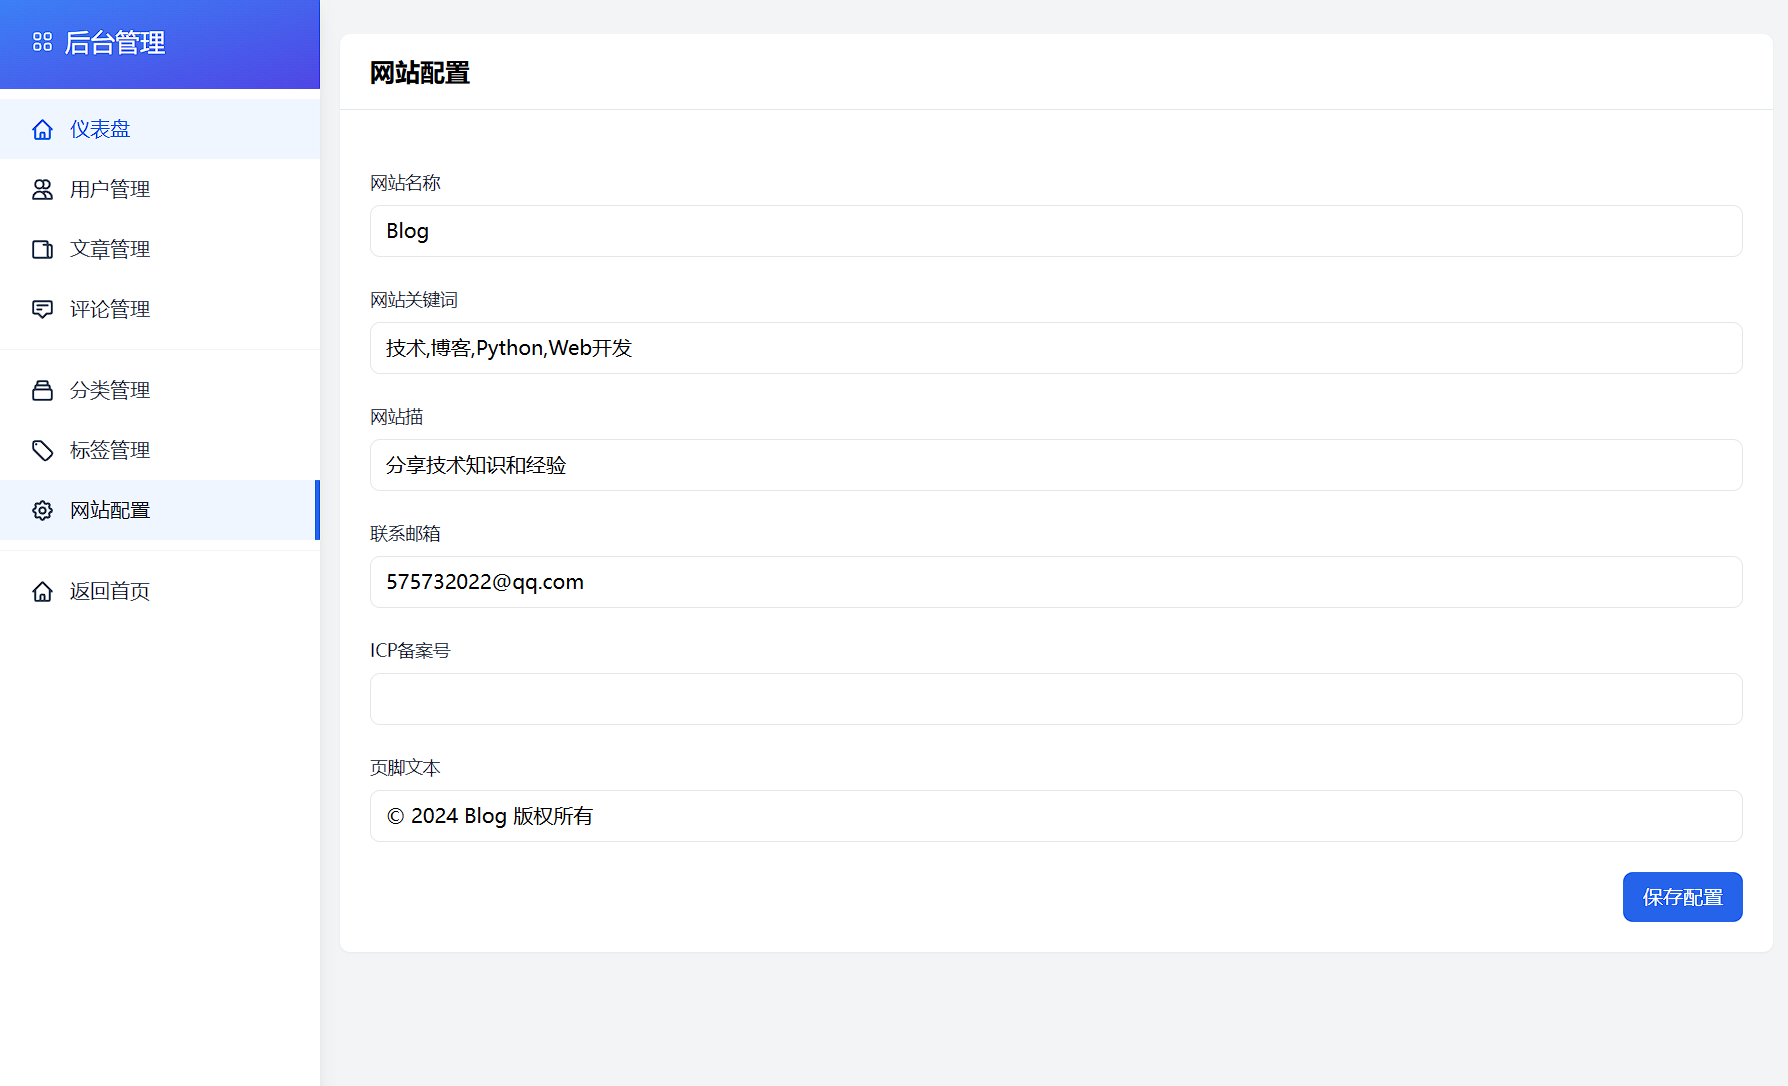 后台管理
仪表盘
用户管理
文章管理
评论管理
分类管理
标签管理
网站配置
返回首页
网站配置
网站名称
Blog
网站关键词
技术,博客,Python,Web开发
网站描
分享技术知识和经验
联系邮箱
575732022@qq.com
ICP备案号
页脚文本
© 2024 Blog 版权所有
保存配置